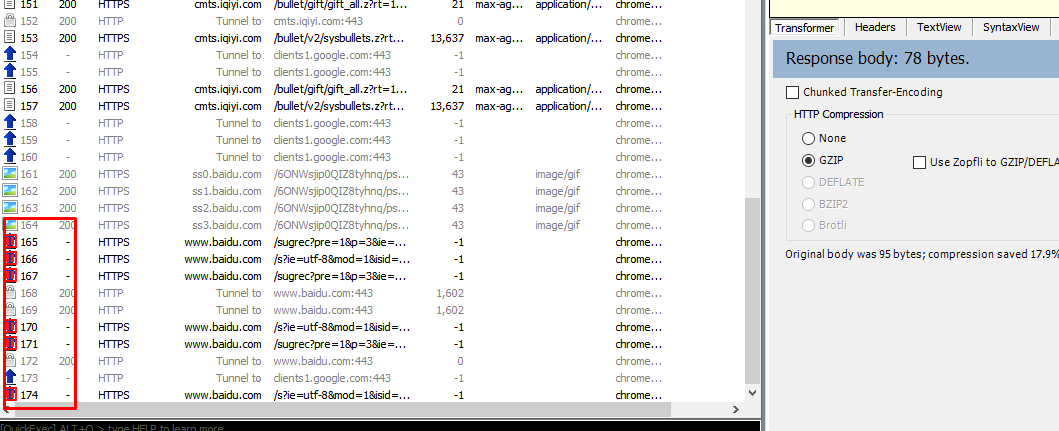 151 200 HTTPS cmts.iqiyi.com /bullet/gift/gift_all.z?rt=1... 21 max-ag... application/... chrome...
152 200 HTTP Tunnel to cmts.iqiyi.com:443 0 chrome...
153 200 HTTPS cmts.iqiyi.com /bullet/v2/sysbullets.z?rt... 13,637 max-ag... application/... chrome...
154 - HTTP Tunnel to clients1.google.com:443 -1 chrome...
155 - HTTP Tunnel to clients1.google.com:443 -1 chrome...
156 200 HTTPS cmts.iqiyi.com /bullet/gift/gift_all.z?rt=1... 21 max-ag... application/... chrome...
157 200 HTTPS cmts.iqiyi.com /bullet/v2/sysbullets.z?rt... 13,637 max-ag... application/... chrome...
158 - HTTP Tunnel to clients1.google.com:443 -1 chrome...
159 - HTTP Tunnel to clients1.google.com:443 -1 chrome...
160 - HTTP Tunnel to clients1.google.com:443 -1 chrome...
161 200 HTTPS ss0.baidu.com /6ONWsjip0QIZ8tyhnq/ps... 43 image/gif chrome...
162 200 HTTPS ss1.baidu.com /6ONWsjip0QIZ8tyhnq/ps... 43 image/gif chrome...
163 200 HTTPS ss2.baidu.com /6ONWsjip0QIZ8tyhnq/ps... 43 image/gif chrome...
164 200 HTTPS ss3.baidu.com /6ONWsjip0QIZ8tyhnq/ps... 43 image/gif chrome...
165 - HTTPS www.baidu.com /sugrec?pre=1&p=3&ie=... -1 chrome...
166 - HTTPS www.baidu.com /s?ie=utf-8&mod=1&isid=... -1 chrome...
167 - HTTPS www.baidu.com /sugrec?pre=1&p=3&ie=... -1 chrome...
168 200 HTTP Tunnel to www.baidu.com:443 1,602 chrome...
169 200 HTTP Tunnel to www.baidu.com:443 1,602 chrome...
170 - HTTPS www.baidu.com /s?ie=utf-8&mod=1&isid=... -1 chrome...
171 - HTTPS www.baidu.com /sugrec?pre=1&p=3&ie=... -1 chrome...
172 200 HTTP Tunnel to www.baidu.com:443 0 chrome...
173 - HTTP Tunnel to clients1.google.com:443 -1 chrome...
174 - HTTPS www.baidu.com /s?ie=utf-8&mod=1&isid=... -1 chrome...
[QuickExec] ALT+Q > type HELP to learn more
Transformer Headers TextView SyntaxView
Response body: 78 bytes.
Chunked Transfer-Encoding
HTTP Compression
None
GZIP
Use Zopfli to GZIP/DEFLA
DEFLATE
BZIP2
Brotli
Original body was 95 bytes; compression saved 17.9%